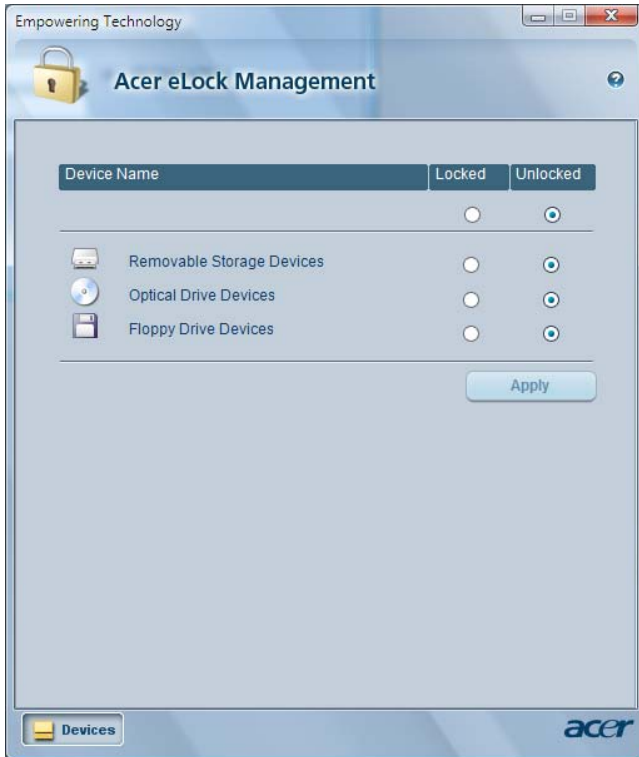 Empowering Technology
Acer eLock Management
Device Name Locked Unlocked
Removable Storage Devices
Optical Drive Devices
Floppy Drive Devices
Apply
Devices
acer